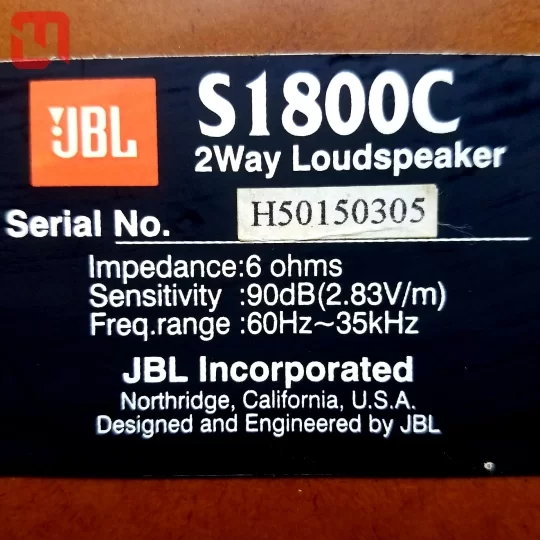 JBL
S1800C
2Way Loudspeaker
Serial No. H50150305
Impedance:6 ohms
Sensitivity :90dB(2.83V/m)
Freq.range :60Hz~35kHz
JBL Incorporated
Northridge, California, U.S.A.
Designed and Engineered by JBL